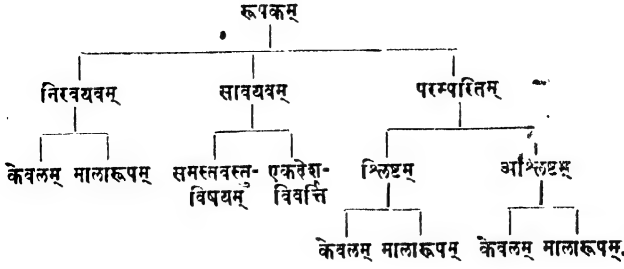 रूपकम्
निरवयवम् सावयवम् परम्परितम्
केवलम् मालारूपम् समस्तवस्तु- एकदेश- श्लिष्टम् अश्लिष्टम्
विषयम् विवर्त्ति
केवलम् मालारूपम् केवलम् मालारूपम्.